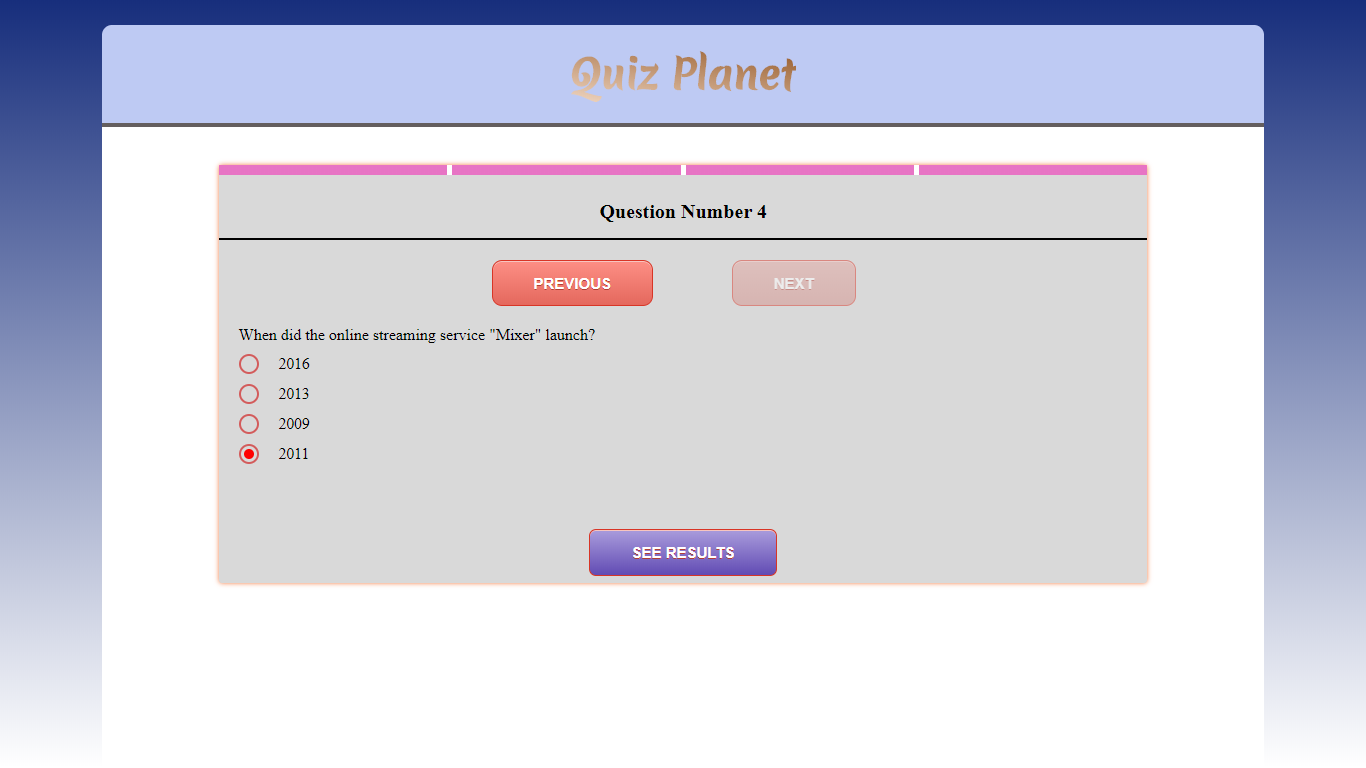 Quiz Planet
Question Number 4
PREVIOUS
NEXT
When did the online streaming service "Mixer" launch?
2016
2013
2009
2011
SEE RESULTS